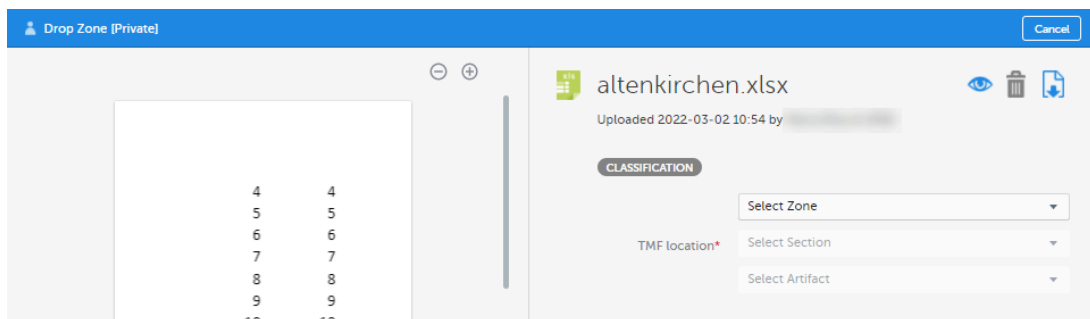 Drop Zone [Private]
Cancel
xls
altenkirchen.xlsx
Uploaded 2022-03-02 10:54 by
CLASSIFICATION
Select Zone
TMF location*
Select Section
Select Artifact
4 4
5 5
6 6
7 7
8 8
9 9